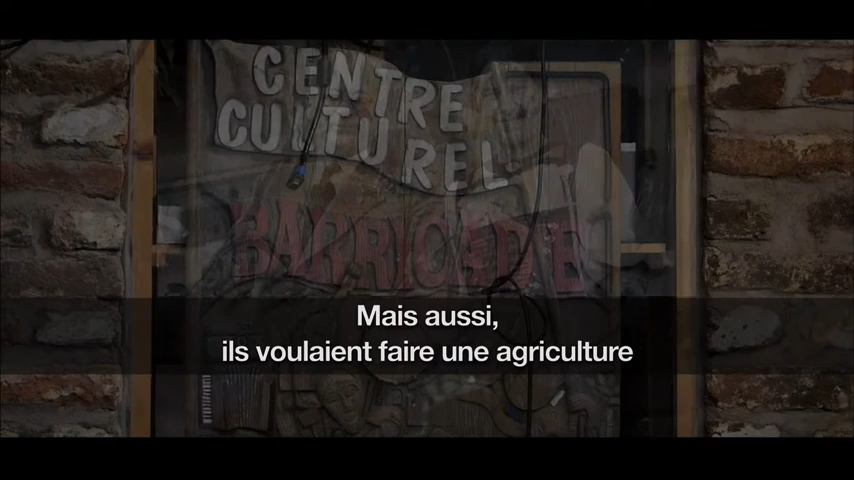 CENTRE
CULTUREL
BARRICADE
Mais aussi,
ils voulaient faire une agriculture